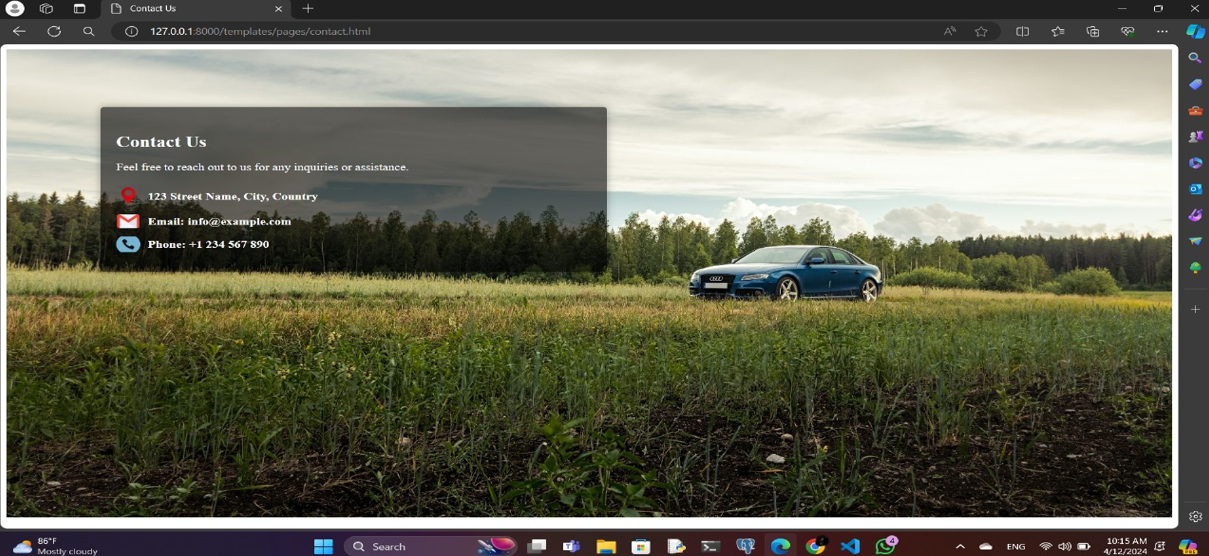 Contact Us
127.0.0.1:8000/templates/pages/contact.html
Contact Us
Feel free to reach out to us for any inquiries or assistance.
123 Street Name, City, Country
Email: info@example.com
Phone: +1 234 567 890
86°F
Mostly cloudy
Search
4
ENG
10:15 AM
4/12/2024